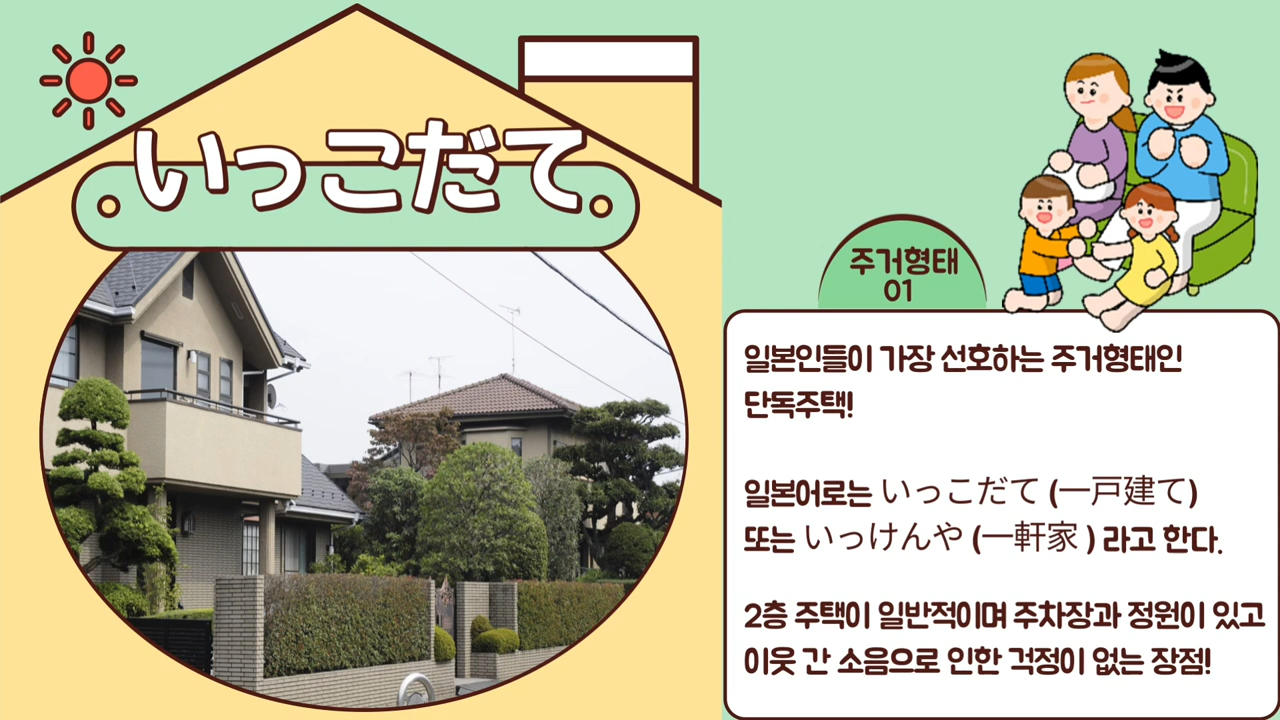 いっこだて
주거형태
01
일본인들이 가장 선호하는 주거형태인
단독주택!
일본어로는 いっこだて (一戸建て)
또는 いっけんや (一軒家 ) 라고 한다.
2층 주택이 일반적이며 주차장과 정원이 있고
이웃 간 소음으로 인한 걱정이 없는 장점!